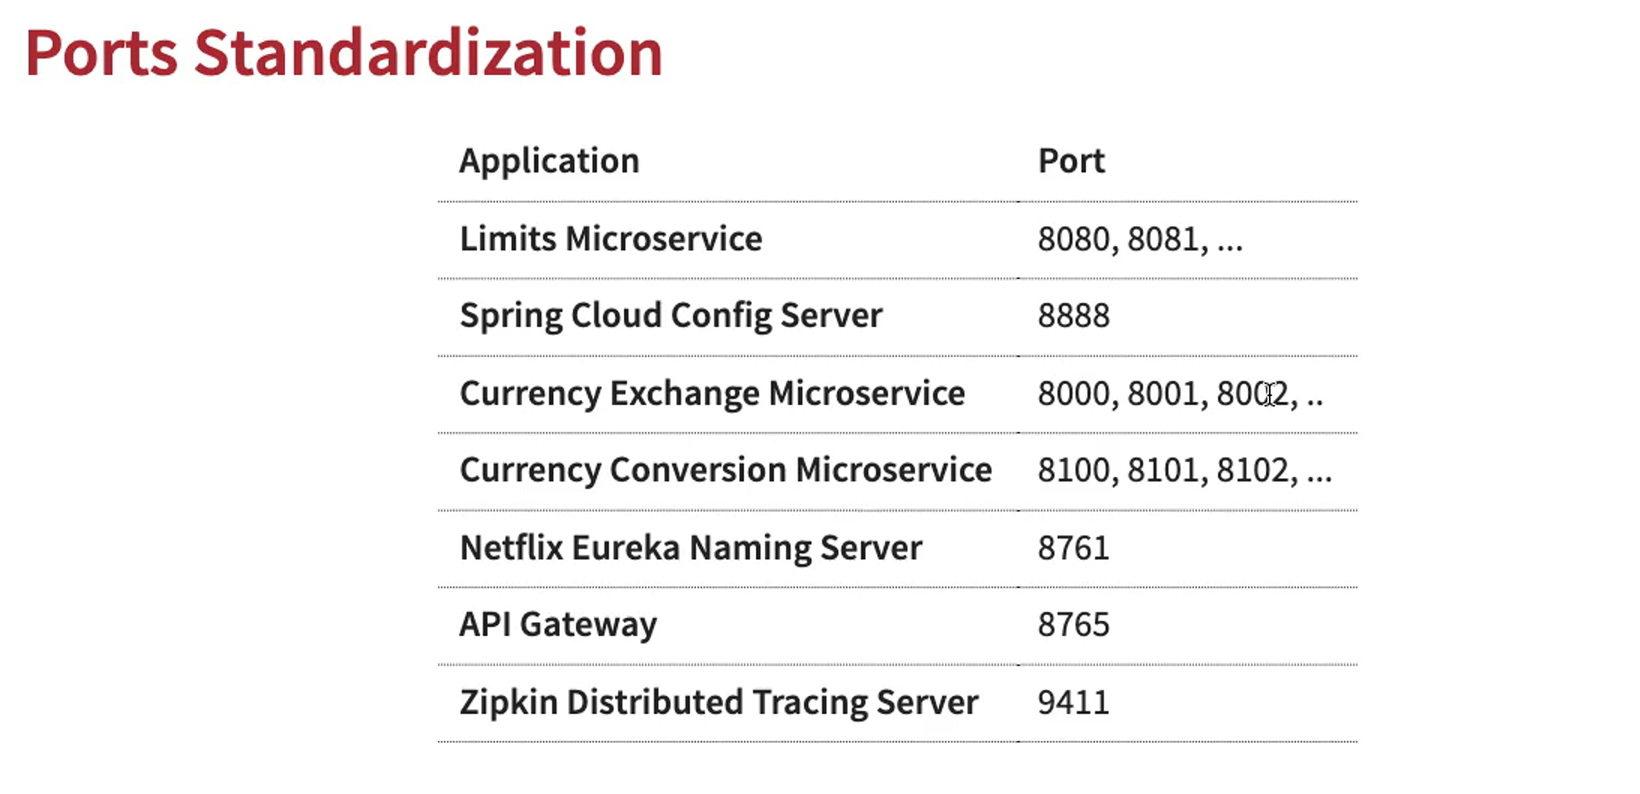 Ports Standardization
Application Port
Limits Microservice 8080, 8081, ...
Spring Cloud Config Server 8888
Currency Exchange Microservice 8000, 8001, 8002, ..
Currency Conversion Microservice 8100, 8101, 8102, ...
Netflix Eureka Naming Server 8761
API Gateway 8765
Zipkin Distributed Tracing Server 9411